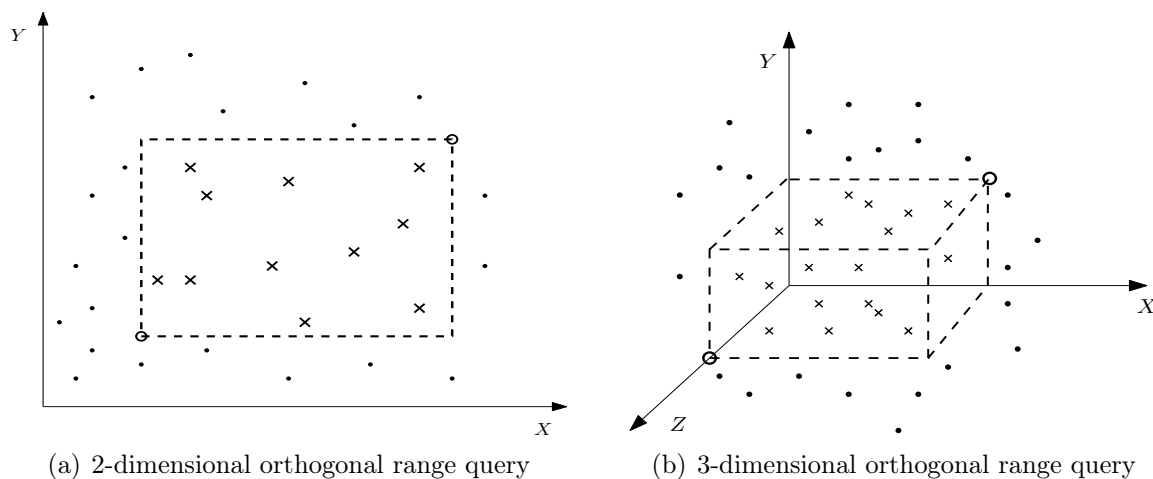 Y
X
(a) 2-dimensional orthogonal range query
Y
X
Z
(b) 3-dimensional orthogonal range query